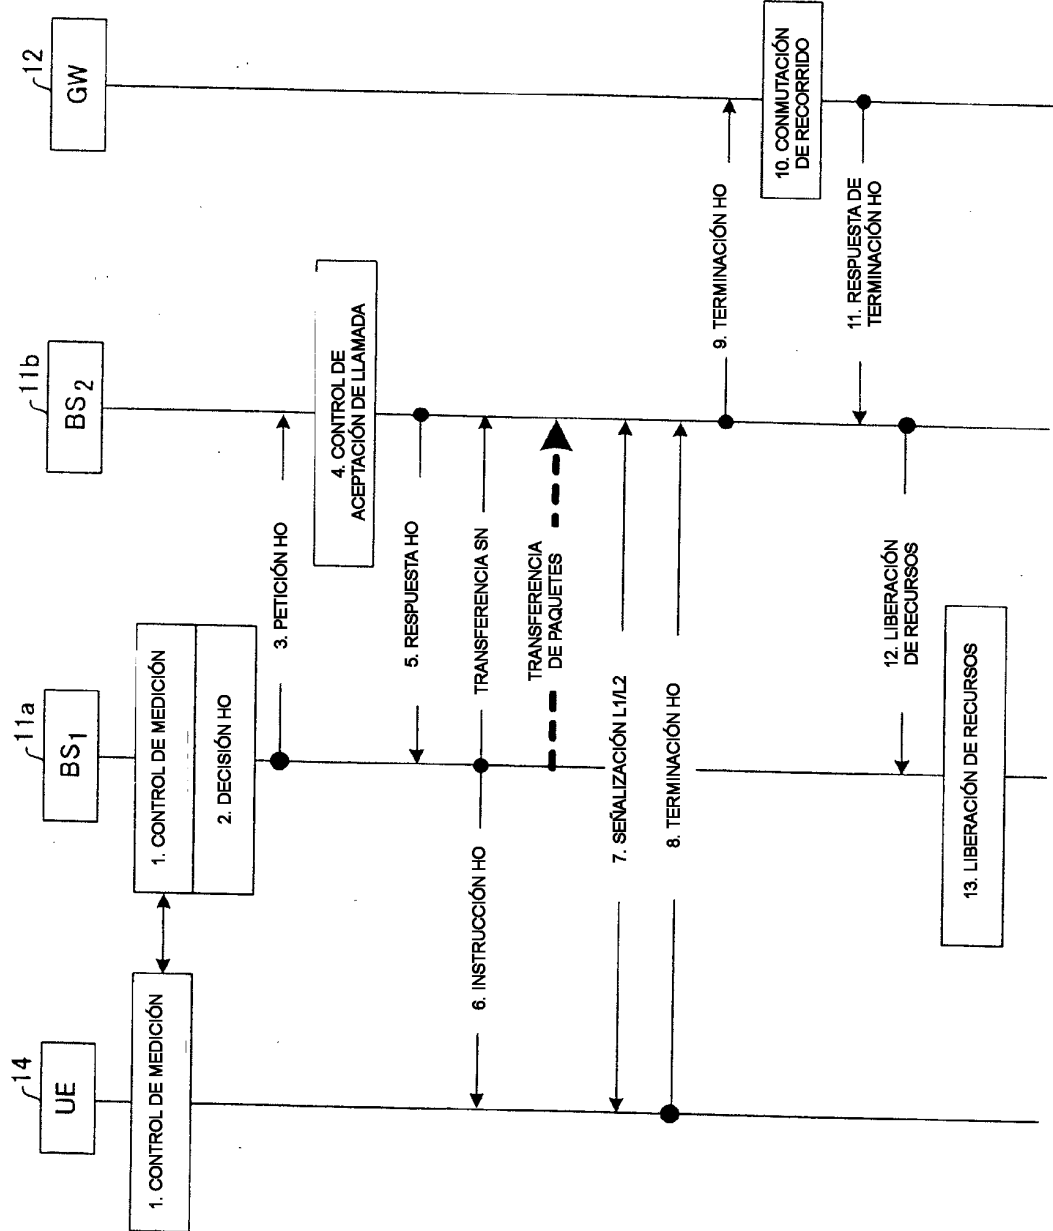 14
UE
11a
BS1
11b
BS2
12
GW
1. CONTROL DE MEDICIÓN
1. CONTROL DE MEDICIÓN
2. DECISIÓN HO
3. PETICIÓN HO
4. CONTROL DE
ACEPTACIÓN DE LLAMADA
5. RESPUESTA HO
6. INSTRUCCIÓN HO
TRANSFERENCIA SN
TRANSFERENCIA
DE PAQUETES
7. SEÑALIZACIÓN L1/L2
8. TERMINACIÓN HO
9. TERMINACIÓN HO
10. CONMUTACIÓN
DE RECORRIDO
11. RESPUESTA DE
TERMINACIÓN HO
12. LIBERACIÓN
DE RECURSOS
13. LIBERACIÓN DE RECURSOS